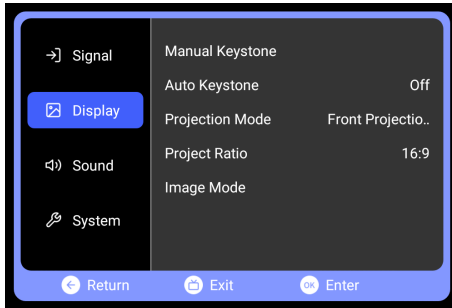 Signal
Display
Sound
System
Manual Keystone
Auto Keystone Off
Projection Mode Front Projectio..
Project Ratio 16:9
Image Mode
Return Exit OK Enter